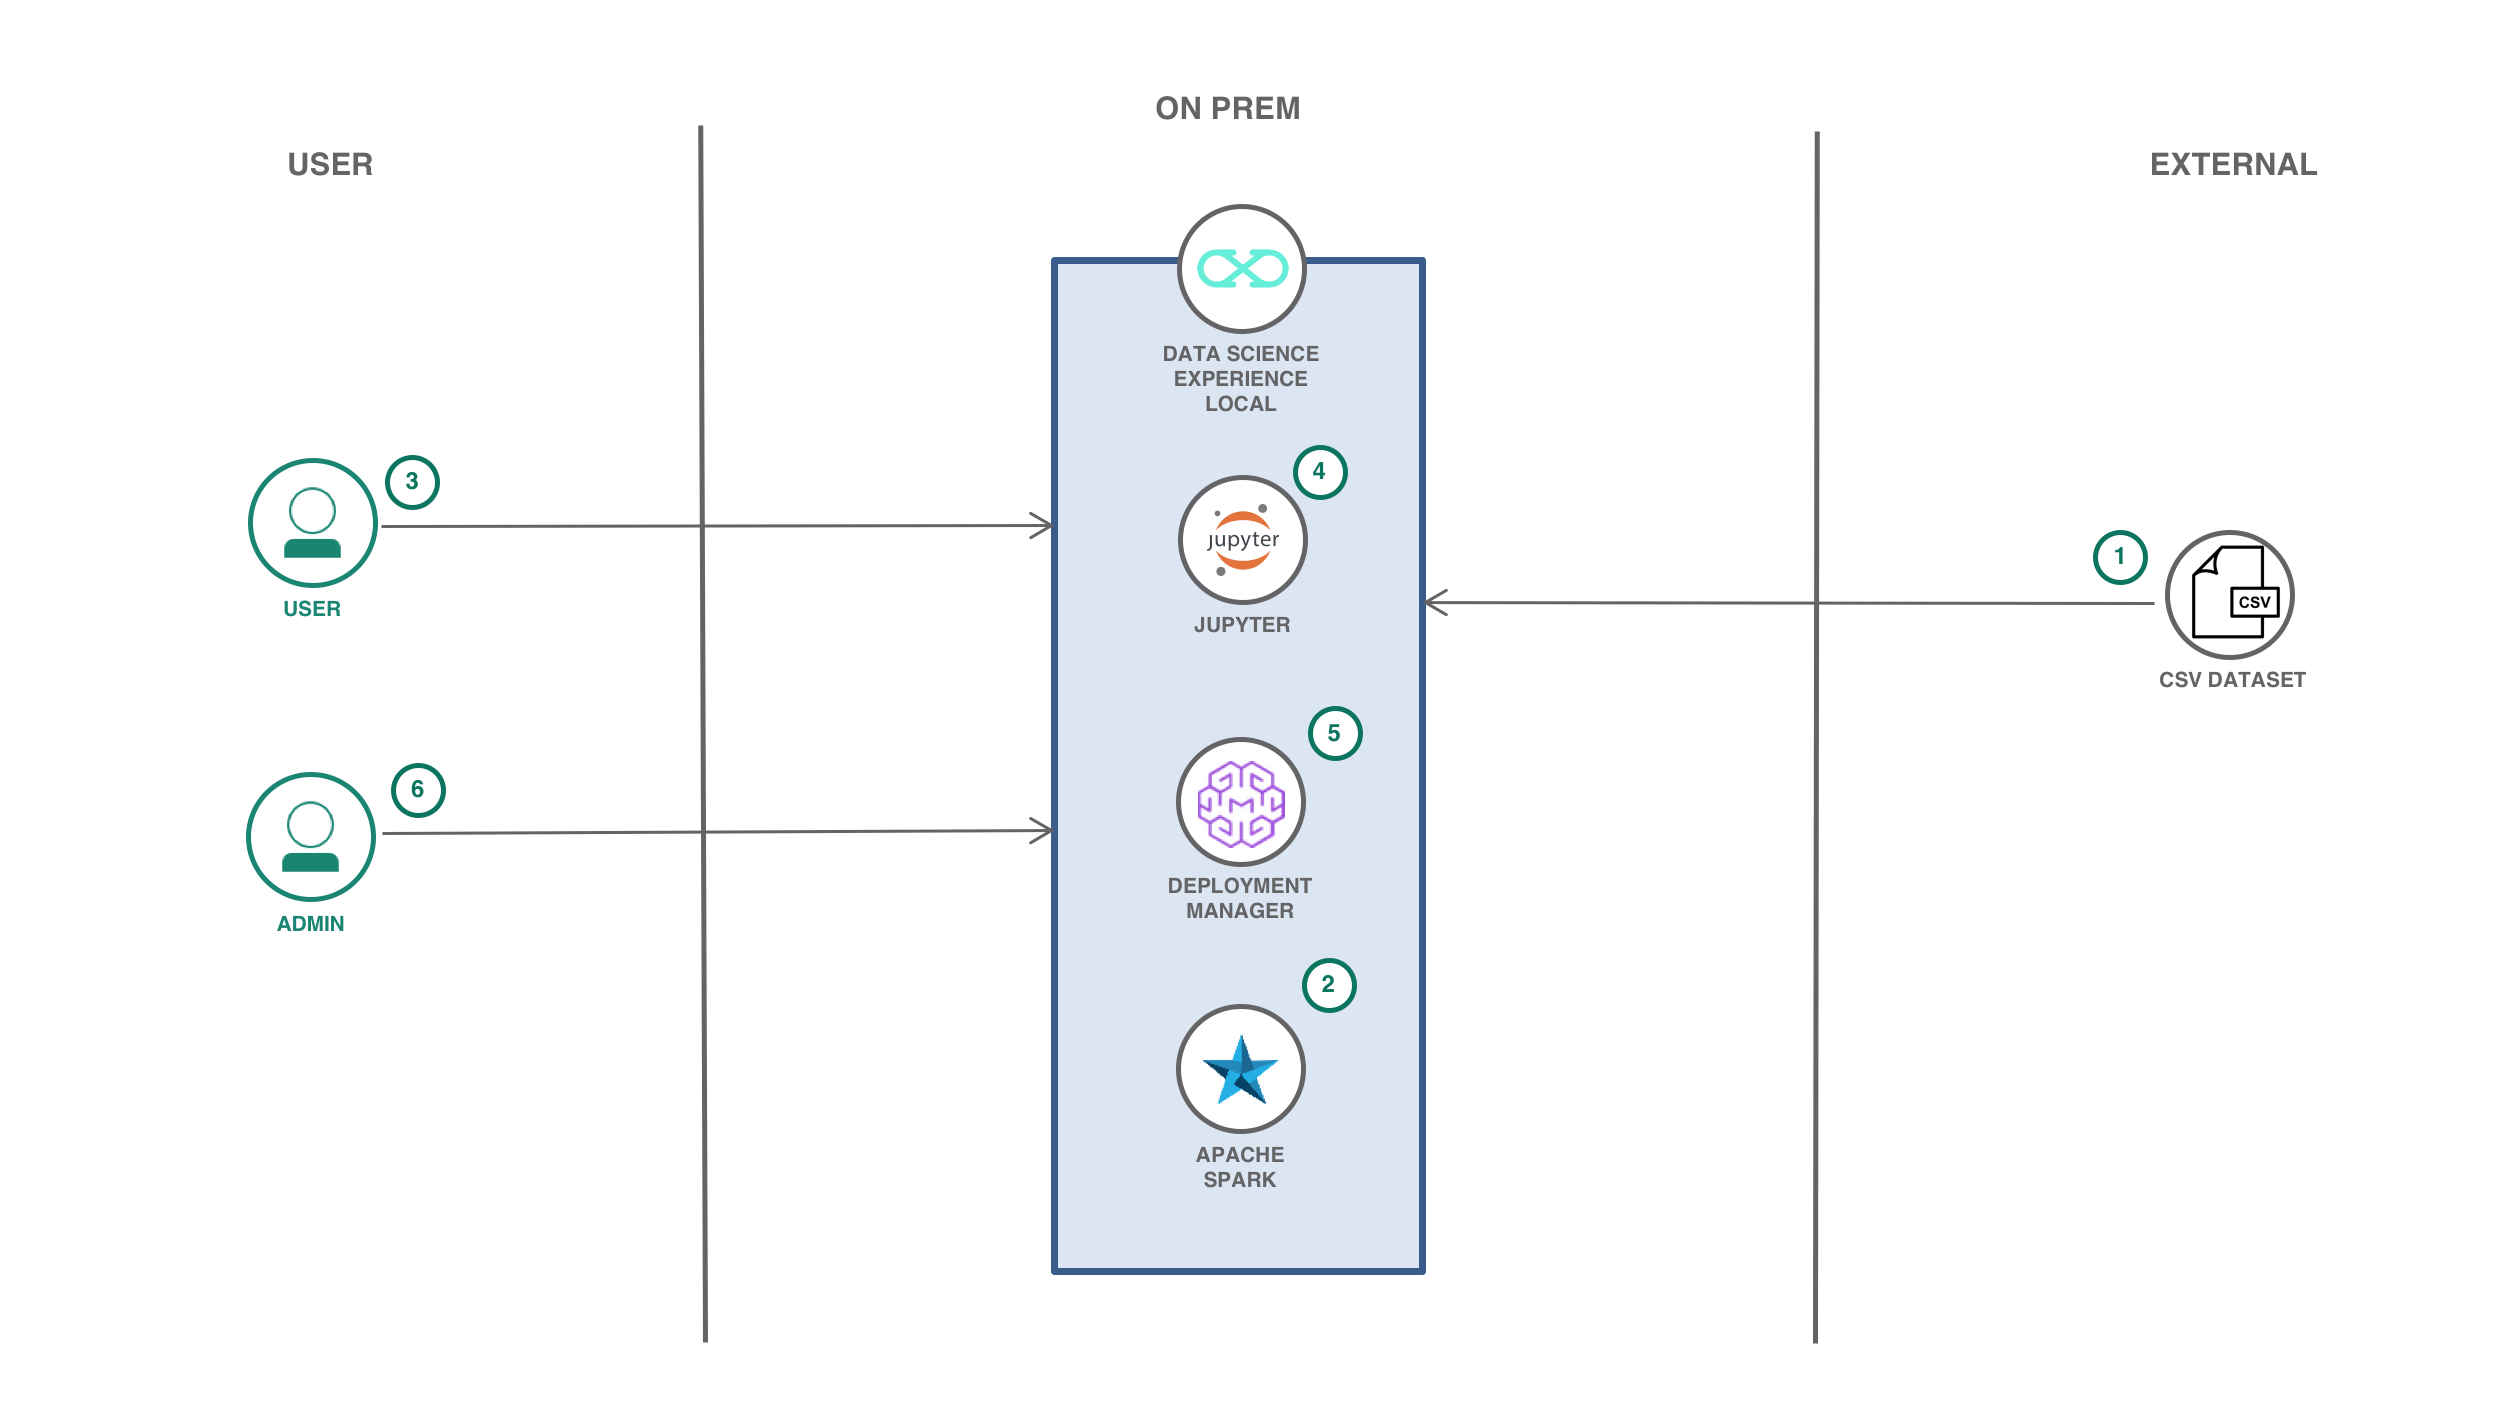 ON PREM
USER
EXTERNAL
DATA SCIENCE
EXPERIENCE
LOCAL
3
4
jupyter
USER
JUPYTER
1
CSV
CSV DATASET
5
6
DEPLOYMENT
MANAGER
ADMIN
2
APACHE
SPARK